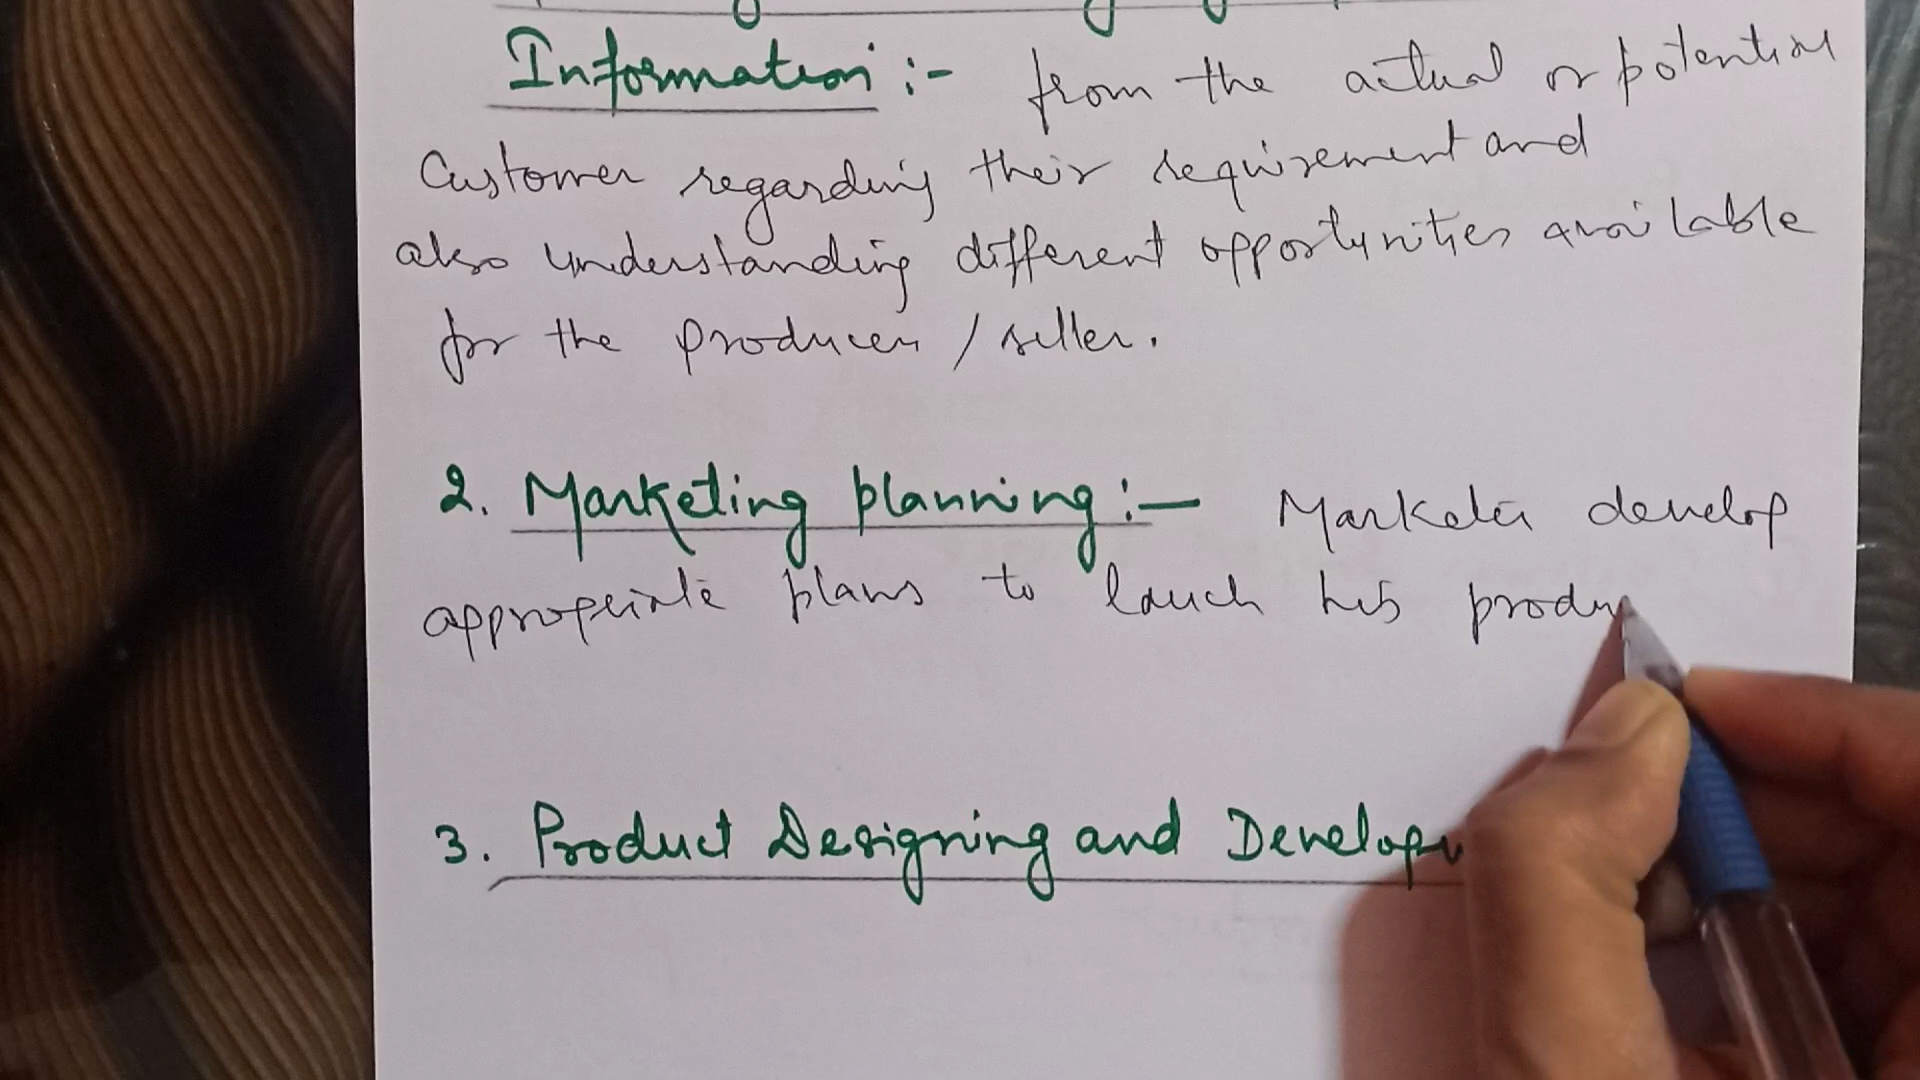 Information :- from the actual or potential
Customer regarding their requirement and
also understanding different opportunities available
for the producer / seller.
2. Marketing planning :- Marketer develop
appropriate plans to lauch his produ
3. Product Designing and Develop